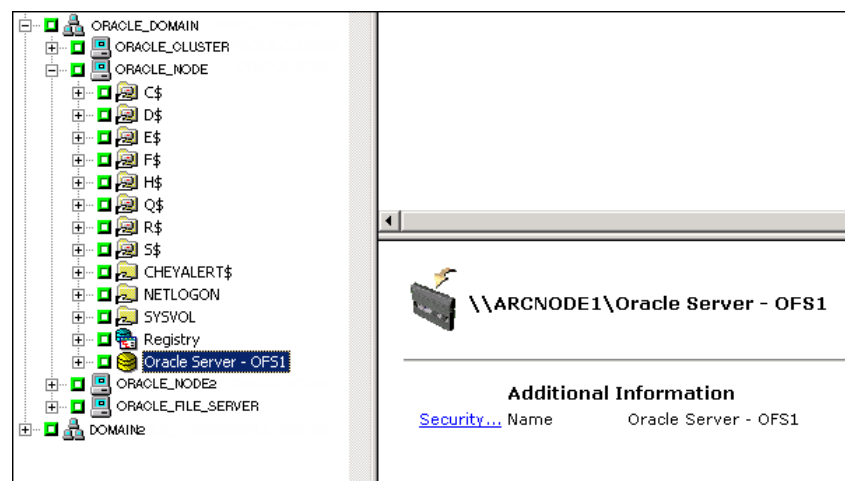 ORACLE_DOMAIN
ORACLE_CLUSTER
ORACLE_NODE
C$
D$
E$
F$
H$
Q$
R$
S$
CHEYALERT$
NETLOGON
SYSVOL
Registry
Oracle Server - OFS1
ORACLE_NODE2
ORACLE_FILE_SERVER
DOMAIN2
\\ARCNODE1\Oracle Server - OFS1
Additional Information
Security... Name Oracle Server - OFS1